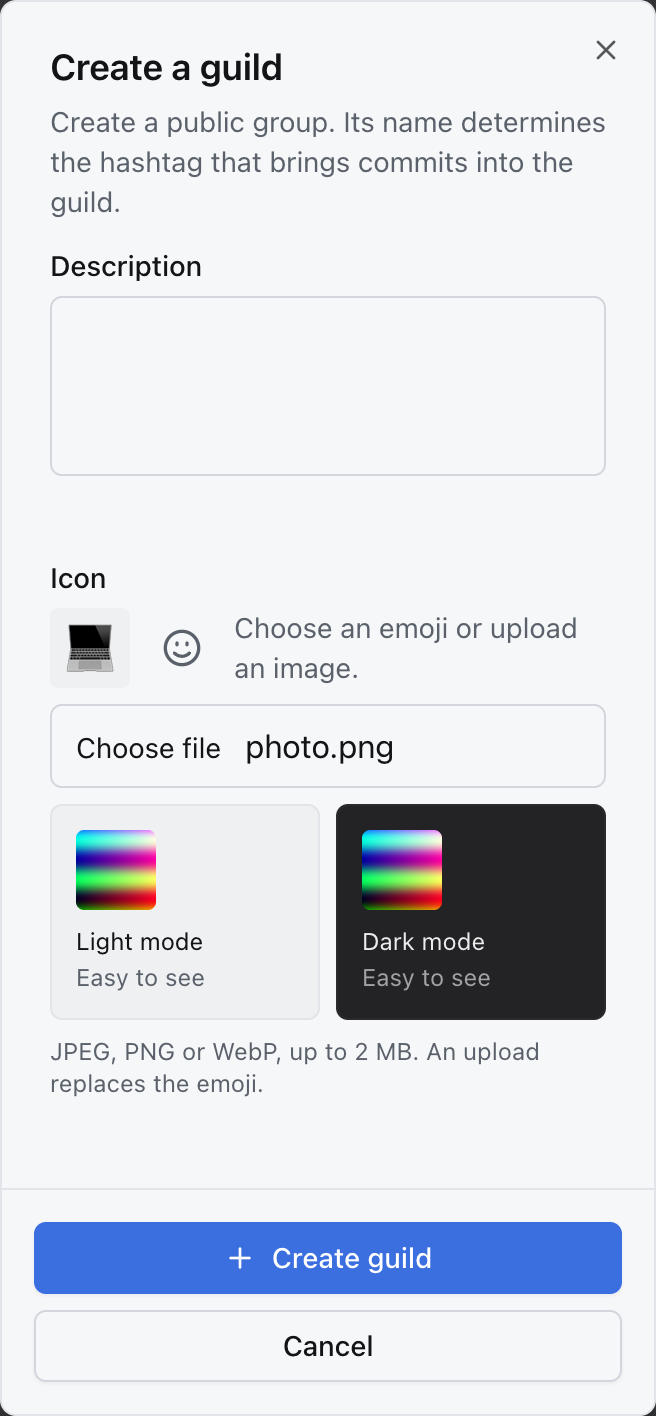 Create a guild
Create a public group. Its name determines
the hashtag that brings commits into the
guild.
Description
Icon
Choose an emoji or upload
an image.
Choose file photo.png
Light mode
Easy to see
Dark mode
Easy to see
JPEG, PNG or WebP, up to 2 MB. An upload
replaces the emoji.
Create guild
Cancel